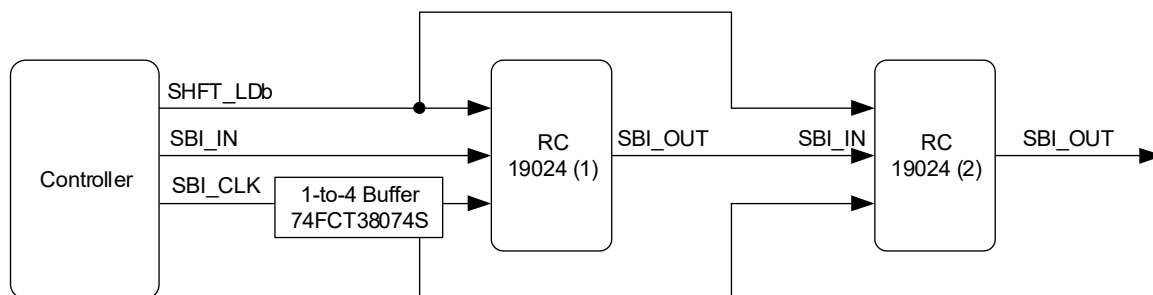 SHFT_LDb
SBI_IN
SBI_CLK
Controller
1-to-4 Buffer
74FCT38074S
RC
19024 (1)
SBI_OUT
SBI_IN
RC
19024 (2)
SBI_OUT